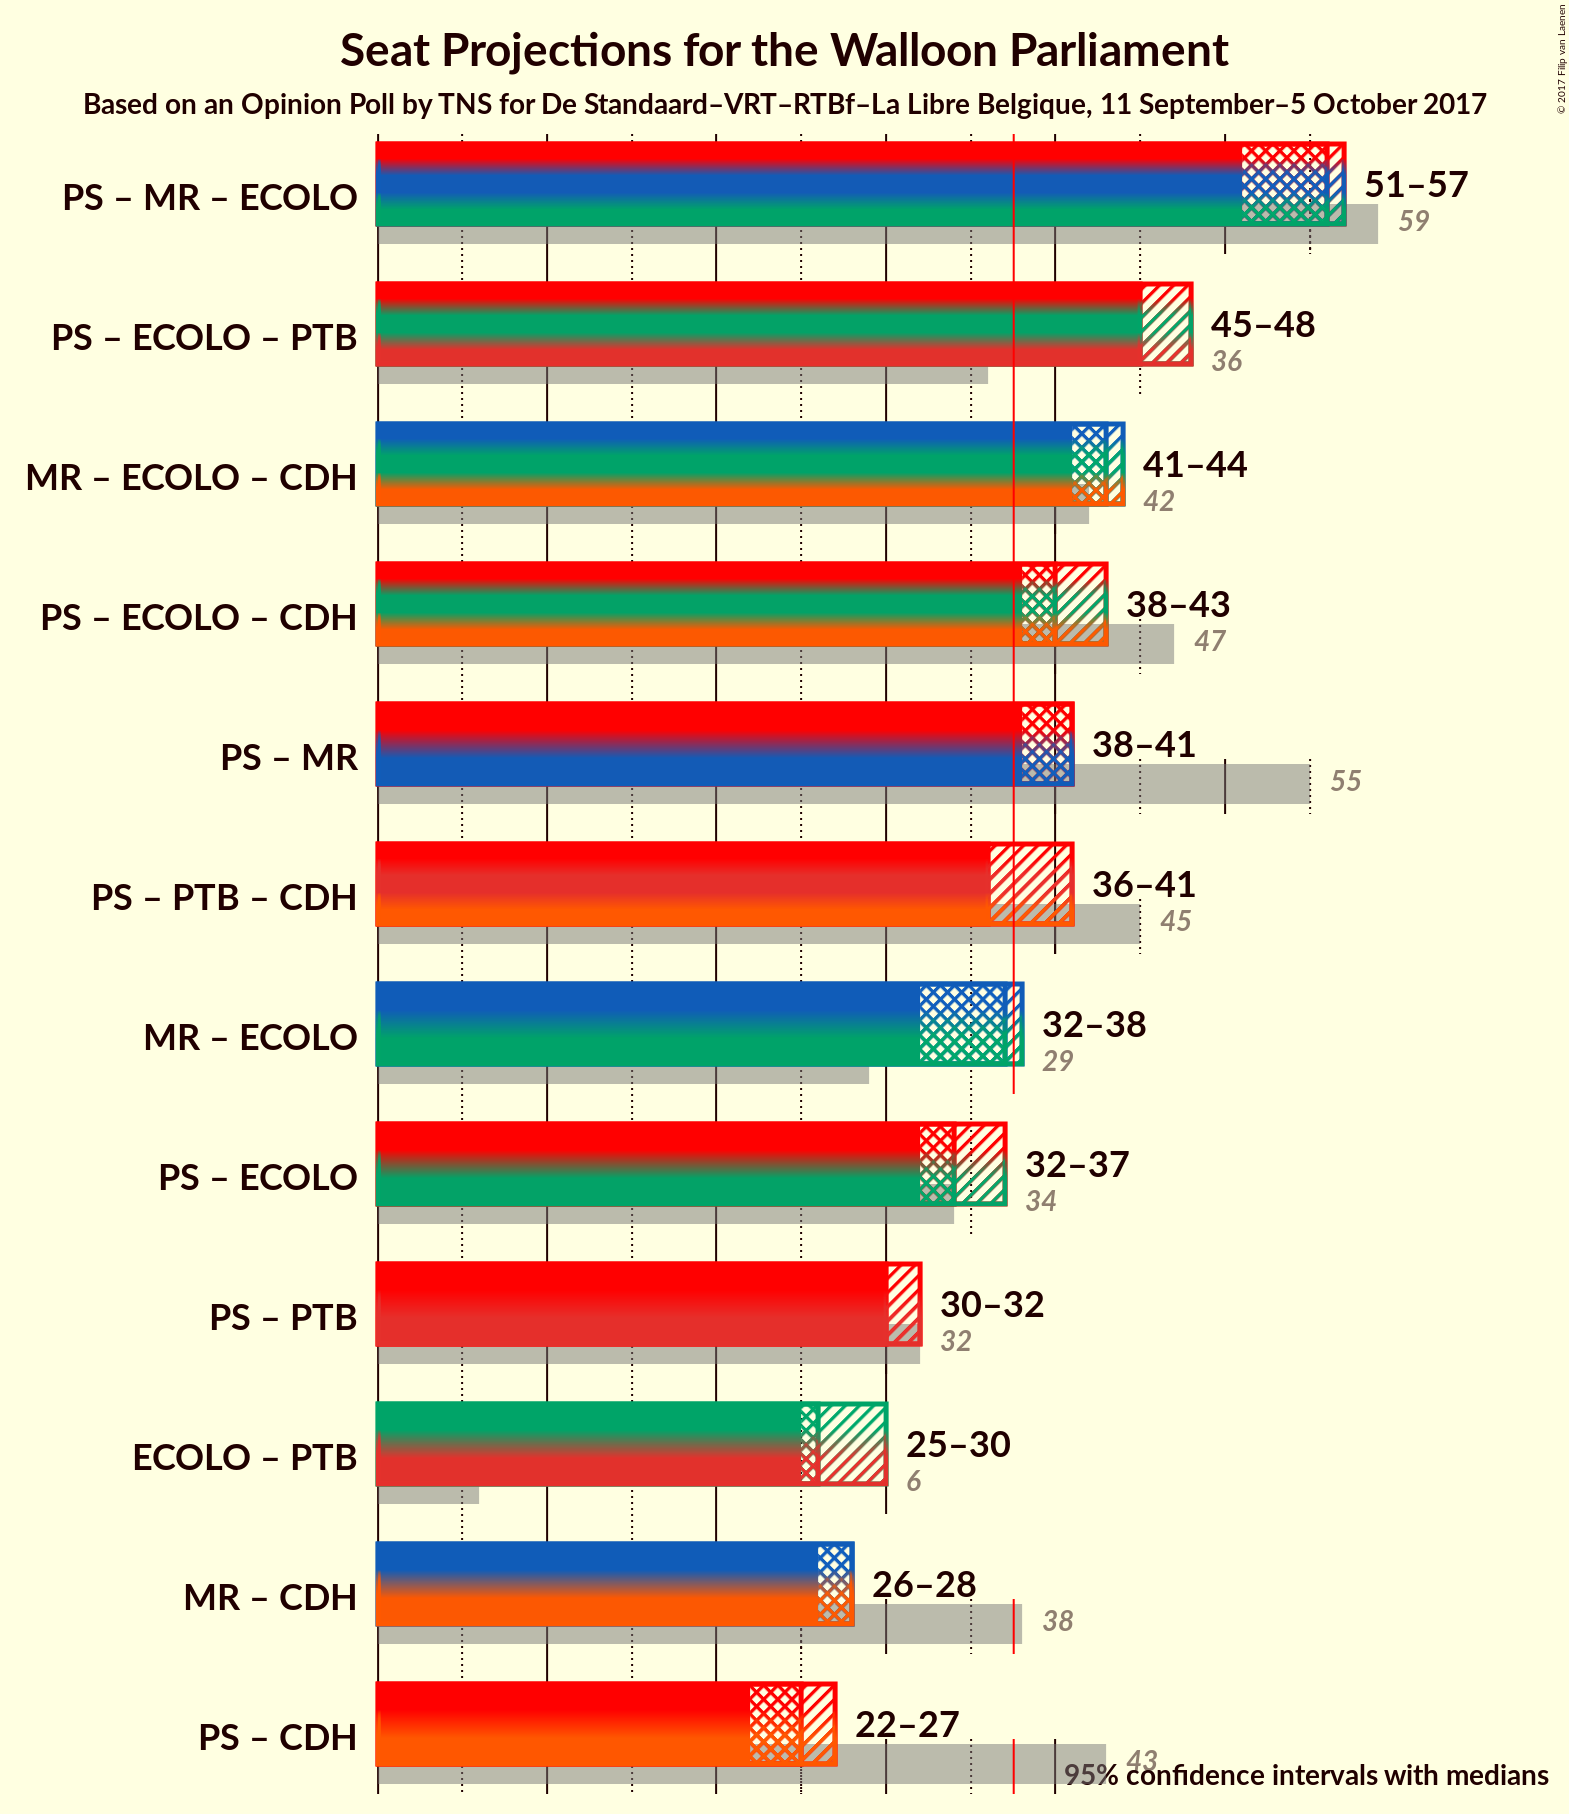 Seat Projections for the Walloon Parliament
Based on an Opinion Poll by TNS for De Standaard–VRT–RTBf–La Libre Belgique, 11 September–5 October 2017
© 2017 Filip van Laenen
PS – MR – ECOLO
51–57
59
PS – ECOLO – PTB
45–48
36
MR – ECOLO – CDH
41–44
42
PS – ECOLO – CDH
38–43
47
PS – MR
38–41
55
PS – PTB – CDH
36–41
45
MR – ECOLO
32–38
29
PS – ECOLO
32–37
34
PS – PTB
30–32
32
ECOLO – PTB
25–30
6
MR – CDH
26–28
38
PS – CDH
22–27
43
95% confidence intervals with medians